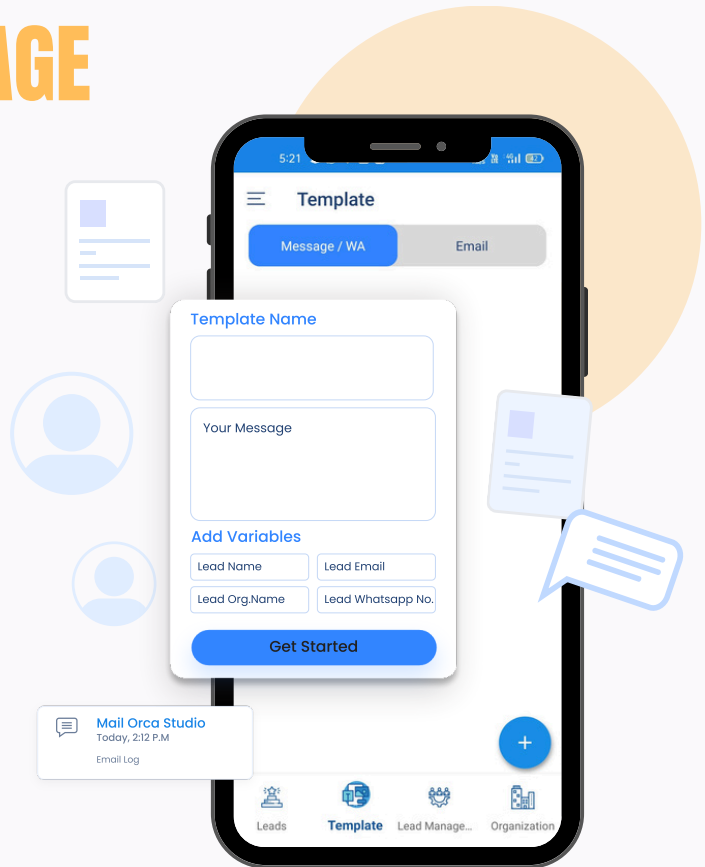 AGE
5:21
Template
Message / WA
Email
Template Name
Your Message
Add Variables
Lead Name
Lead Email
Lead Org.Name
Lead Whatsapp No.
Get Started
Mail Orca Studio
Today, 2:12 P.M
Email Log
+
Leads
Template
Lead Manage...
Organization